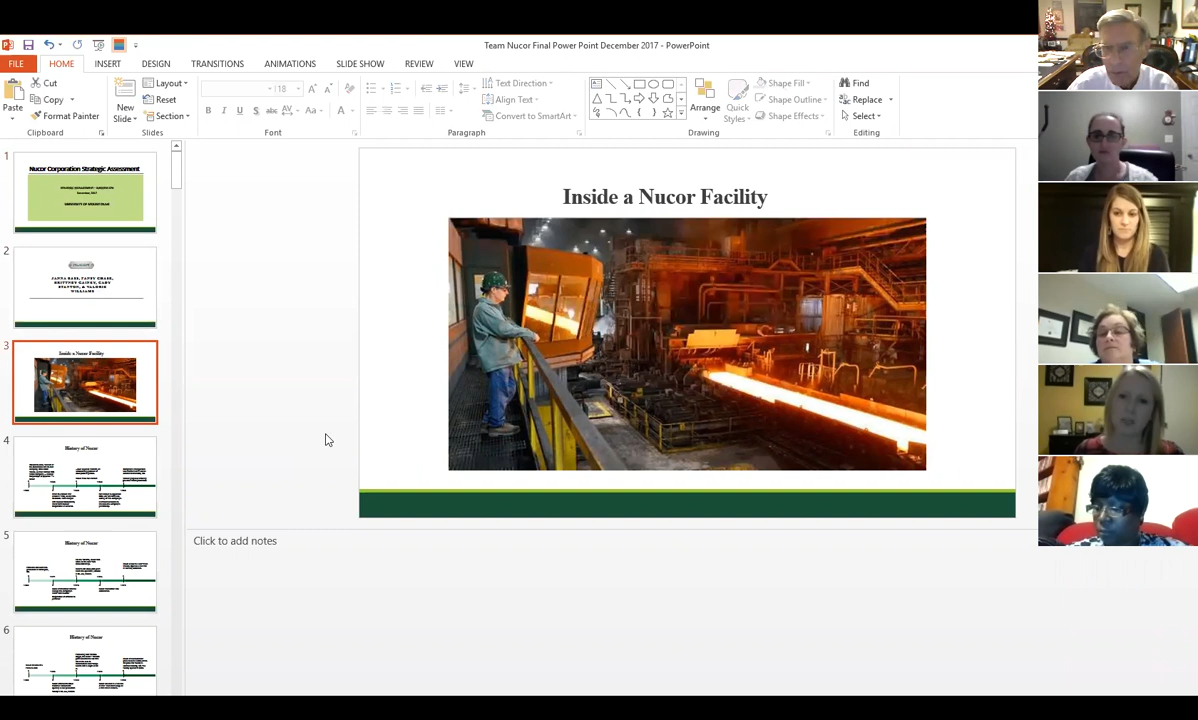 Team Nucor Final Power Point December 2017 - PowerPoint
FILE
HOME
INSERT
DESIGN
TRANSITIONS
ANIMATIONS
SLIDE SHOW
REVIEW
VIEW
Paste
Cut
Copy
Format Painter
Clipboard
New
Slide
Layout
Reset
Section
Slides
18
B I U S abc AV Aa A
Font
Paragraph
Text Direction
Align Text
Convert to SmartArt
Arrange
Quick
Styles
Shape Fill
Shape Outline
Shape Effects
Drawing
Find
Replace
Select
Editing
1
Nucor Corporation Strategic Assessment
2
3
Inside a Nucor Facility
4
History of Nucor
5
History of Nucor
6
History of Nucor
Inside a Nucor Facility
Click to add notes